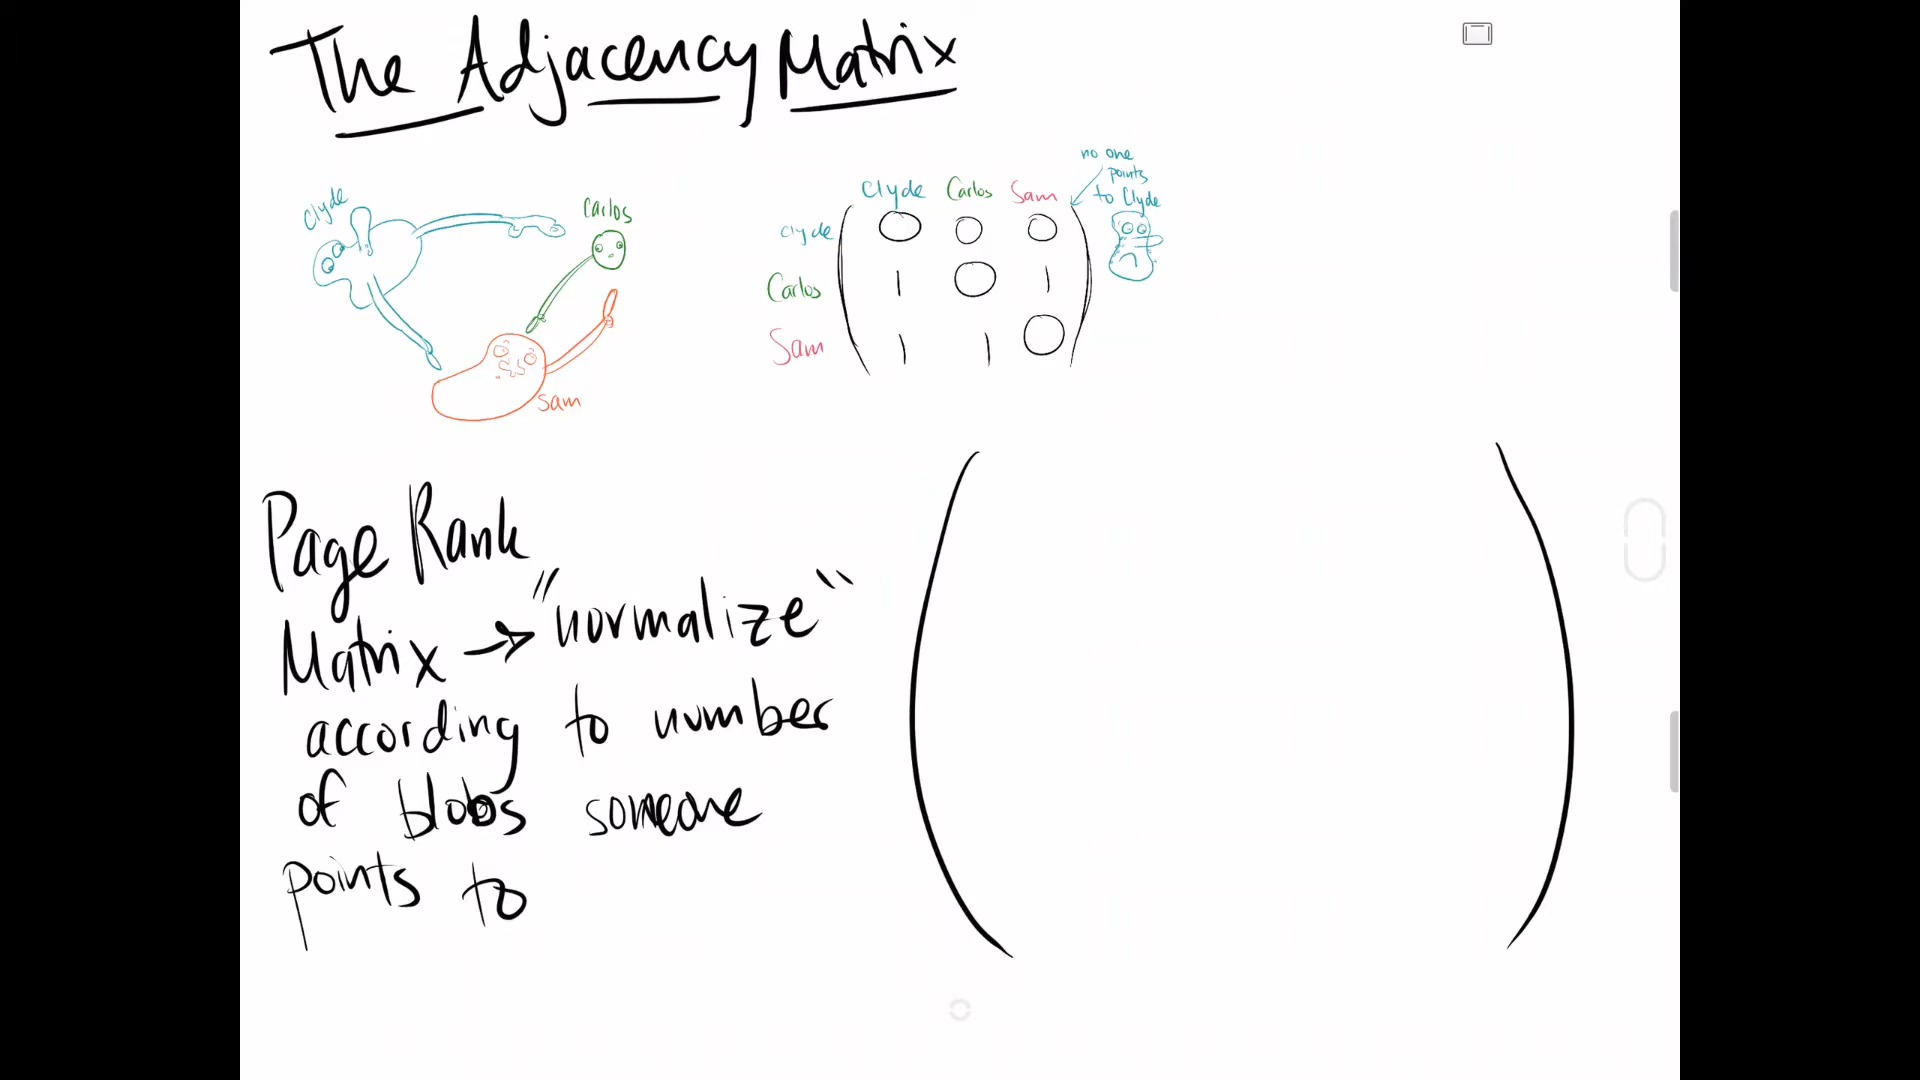 The Adjacency Matrix
Clyde
Carlos
Sam
no one
points
to Clyde
Clyde Carlos Sam
Clyde 0 0 0
Carlos 1 0 1
Sam 1 1 0
Page Rank
Matrix → "normalize"
according to number
of blobs someone
points to